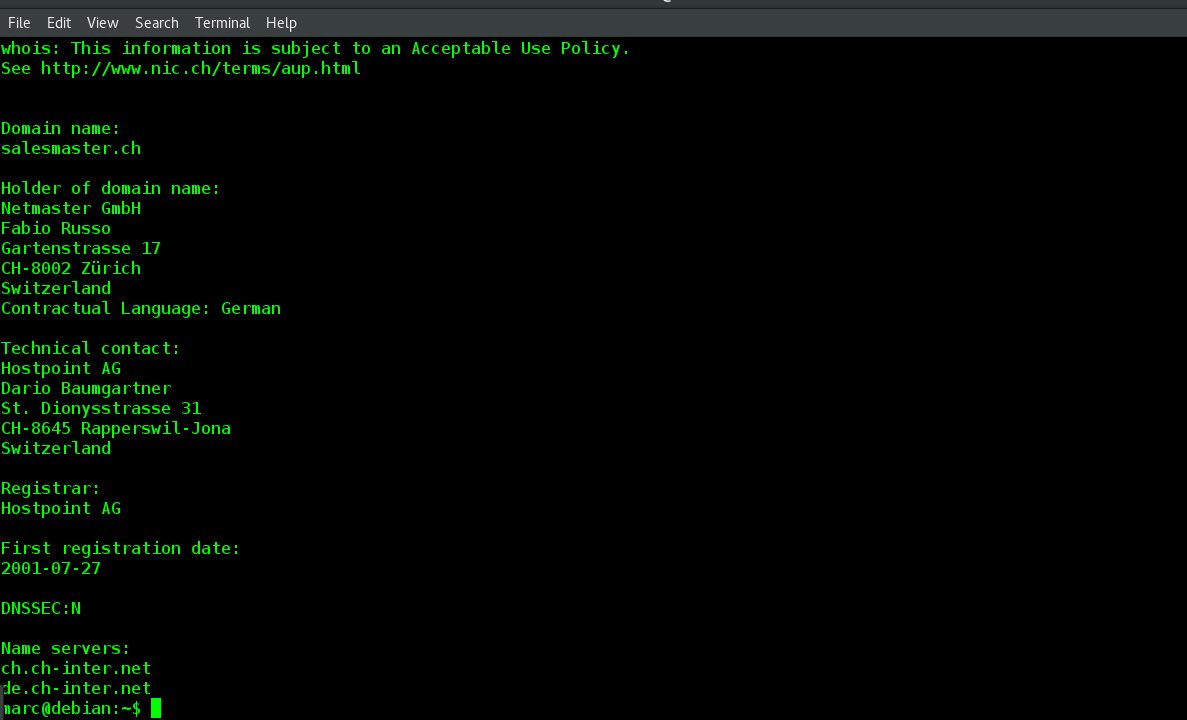 File Edit View Search Terminal Help
whois: This information is subject to an Acceptable Use Policy.
See http://www.nic.ch/terms/aup.html
Domain name:
salesmaster.ch
Holder of domain name:
Netmaster GmbH
Fabio Russo
Gartenstrasse 17
CH-8002 Zürich
Switzerland
Contractual Language: German
Technical contact:
Hostpoint AG
Dario Baumgartner
St. Dionysstrasse 31
CH-8645 Rapperswil-Jona
Switzerland
Registrar:
Hostpoint AG
First registration date:
2001-07-27
DNSSEC:N
Name servers:
ch.ch-inter.net
de.ch-inter.net
marc@debian:~$